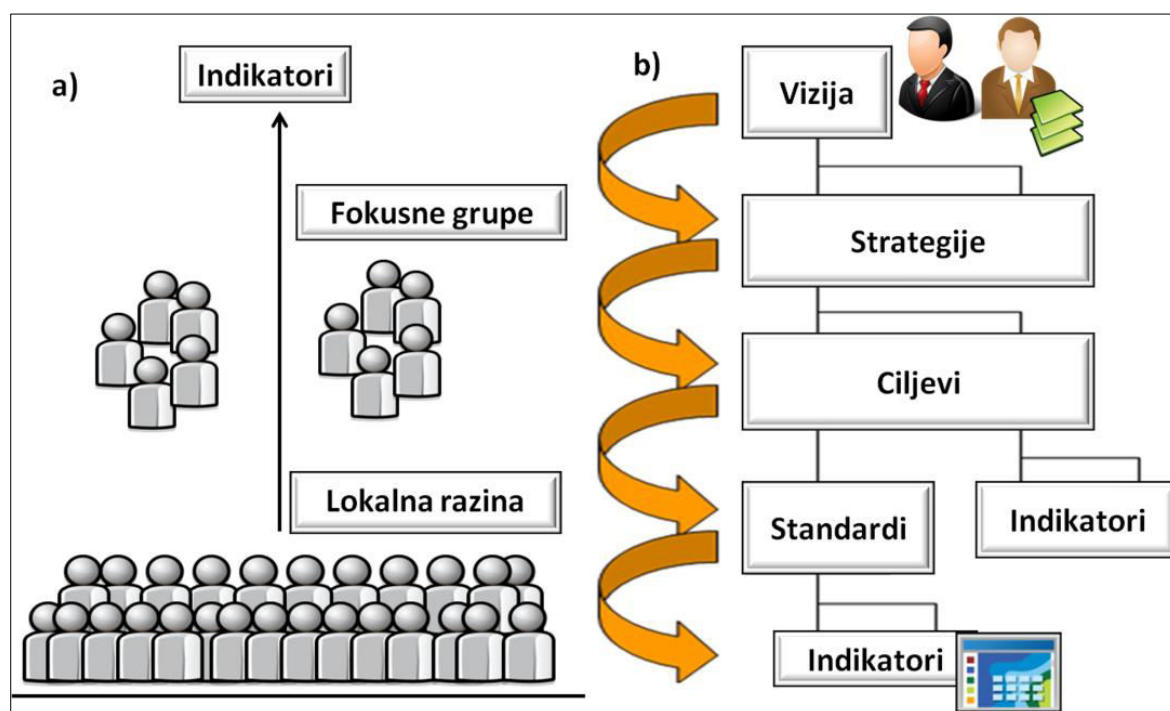 a)
Indikatori
Fokusne grupe
Lokalna razina
b)
Vizija
Strategije
Ciljevi
Standardi
Indikatori
Indikatori